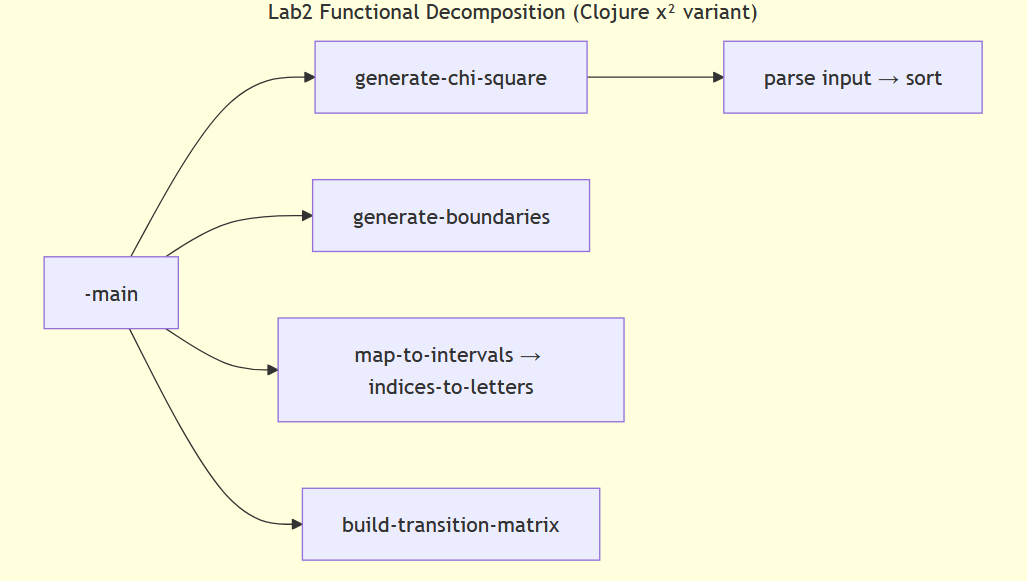 Lab2 Functional Decomposition (Clojure x² variant)
generate-chi-square
parse input → sort
generate-boundaries
-main
map-to-intervals →
indices-to-letters
build-transition-matrix